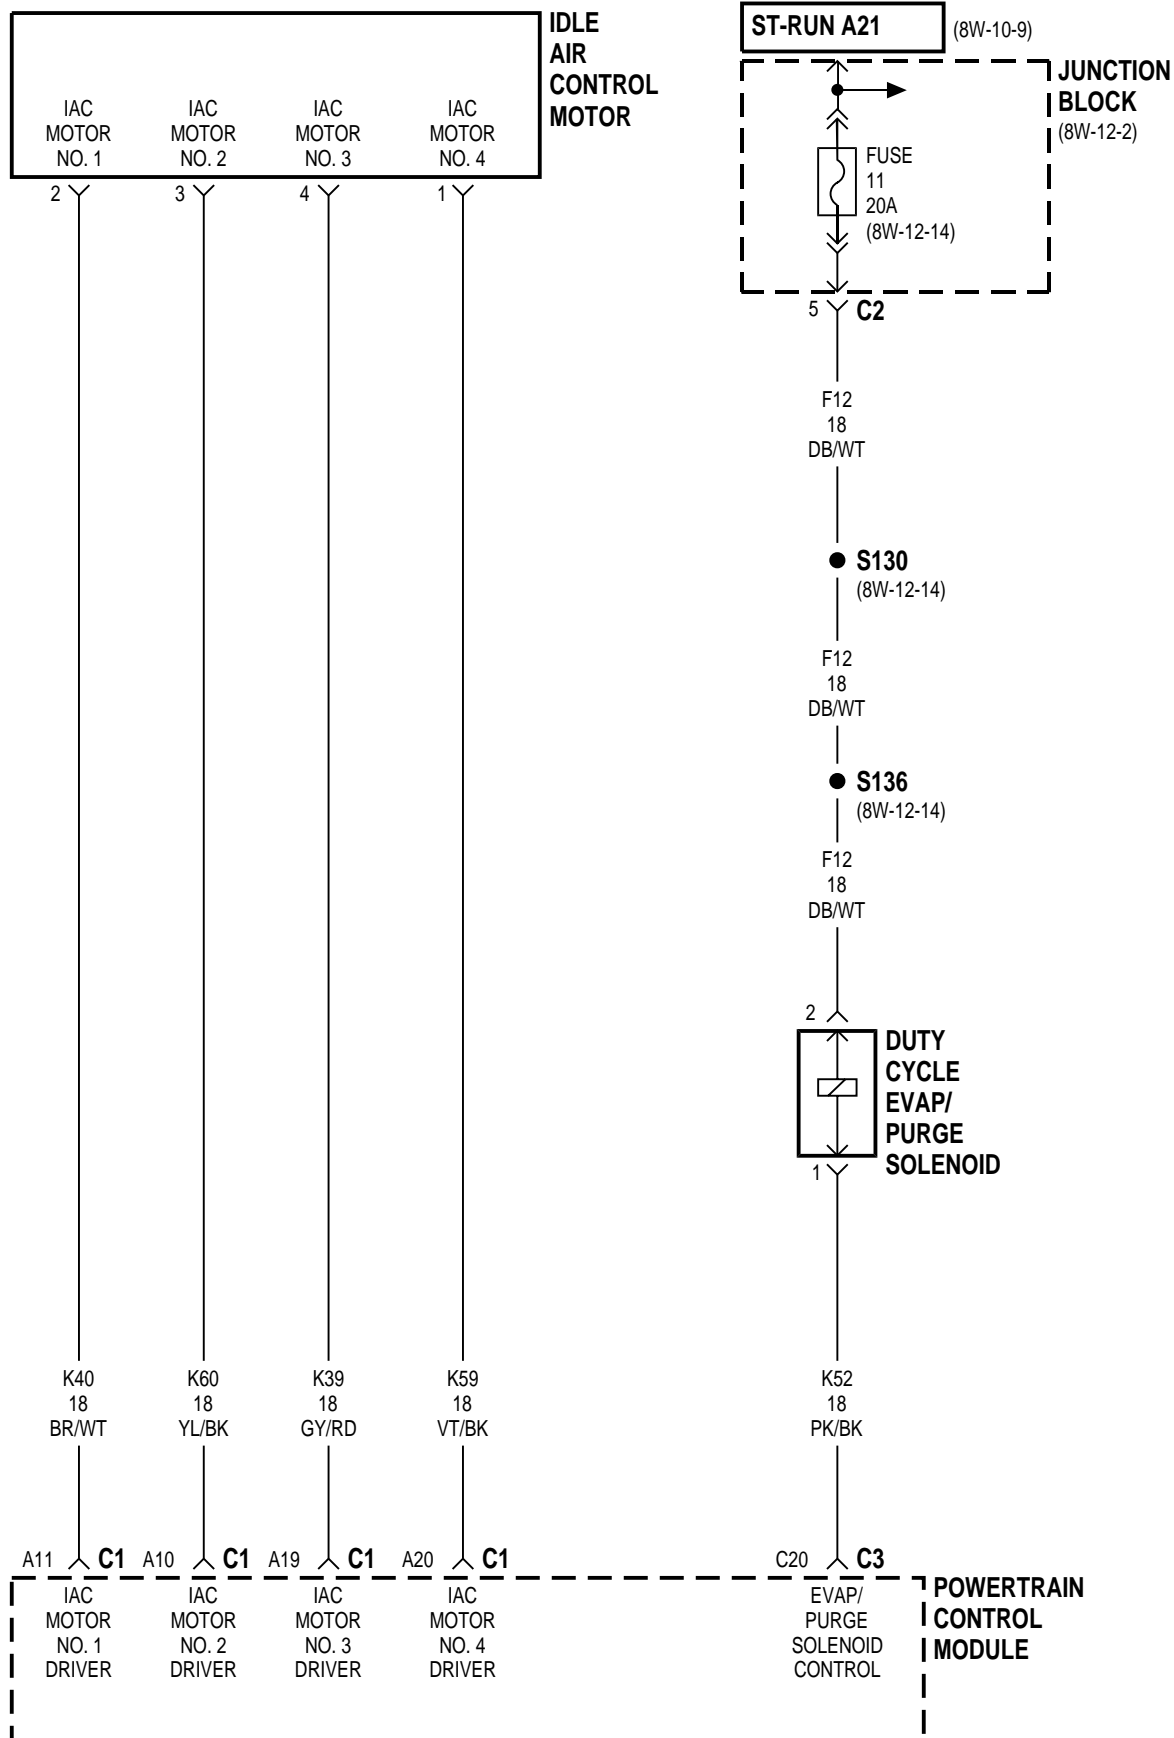 IDLE
AIR
CONTROL
MOTOR
IAC
MOTOR
NO. 1
IAC
MOTOR
NO. 2
IAC
MOTOR
NO. 3
IAC
MOTOR
NO. 4
2
3
4
1
ST-RUN A21
(8W-10-9)
JUNCTION
BLOCK
(8W-12-2)
FUSE
11
20A
(8W-12-14)
5
C2
F12
18
DB/WT
S130
(8W-12-14)
F12
18
DB/WT
S136
(8W-12-14)
F12
18
DB/WT
2
DUTY
CYCLE
EVAP/
PURGE
SOLENOID
1
K40
18
BR/WT
K60
18
YL/BK
K39
18
GY/RD
K59
18
VT/BK
K52
18
PK/BK
A11
C1
A10
C1
A19
C1
A20
C1
C20
C3
IAC
MOTOR
NO. 1
DRIVER
IAC
MOTOR
NO. 2
DRIVER
IAC
MOTOR
NO. 3
DRIVER
IAC
MOTOR
NO. 4
DRIVER
EVAP/
PURGE
SOLENOID
CONTROL
POWERTRAIN
CONTROL
MODULE